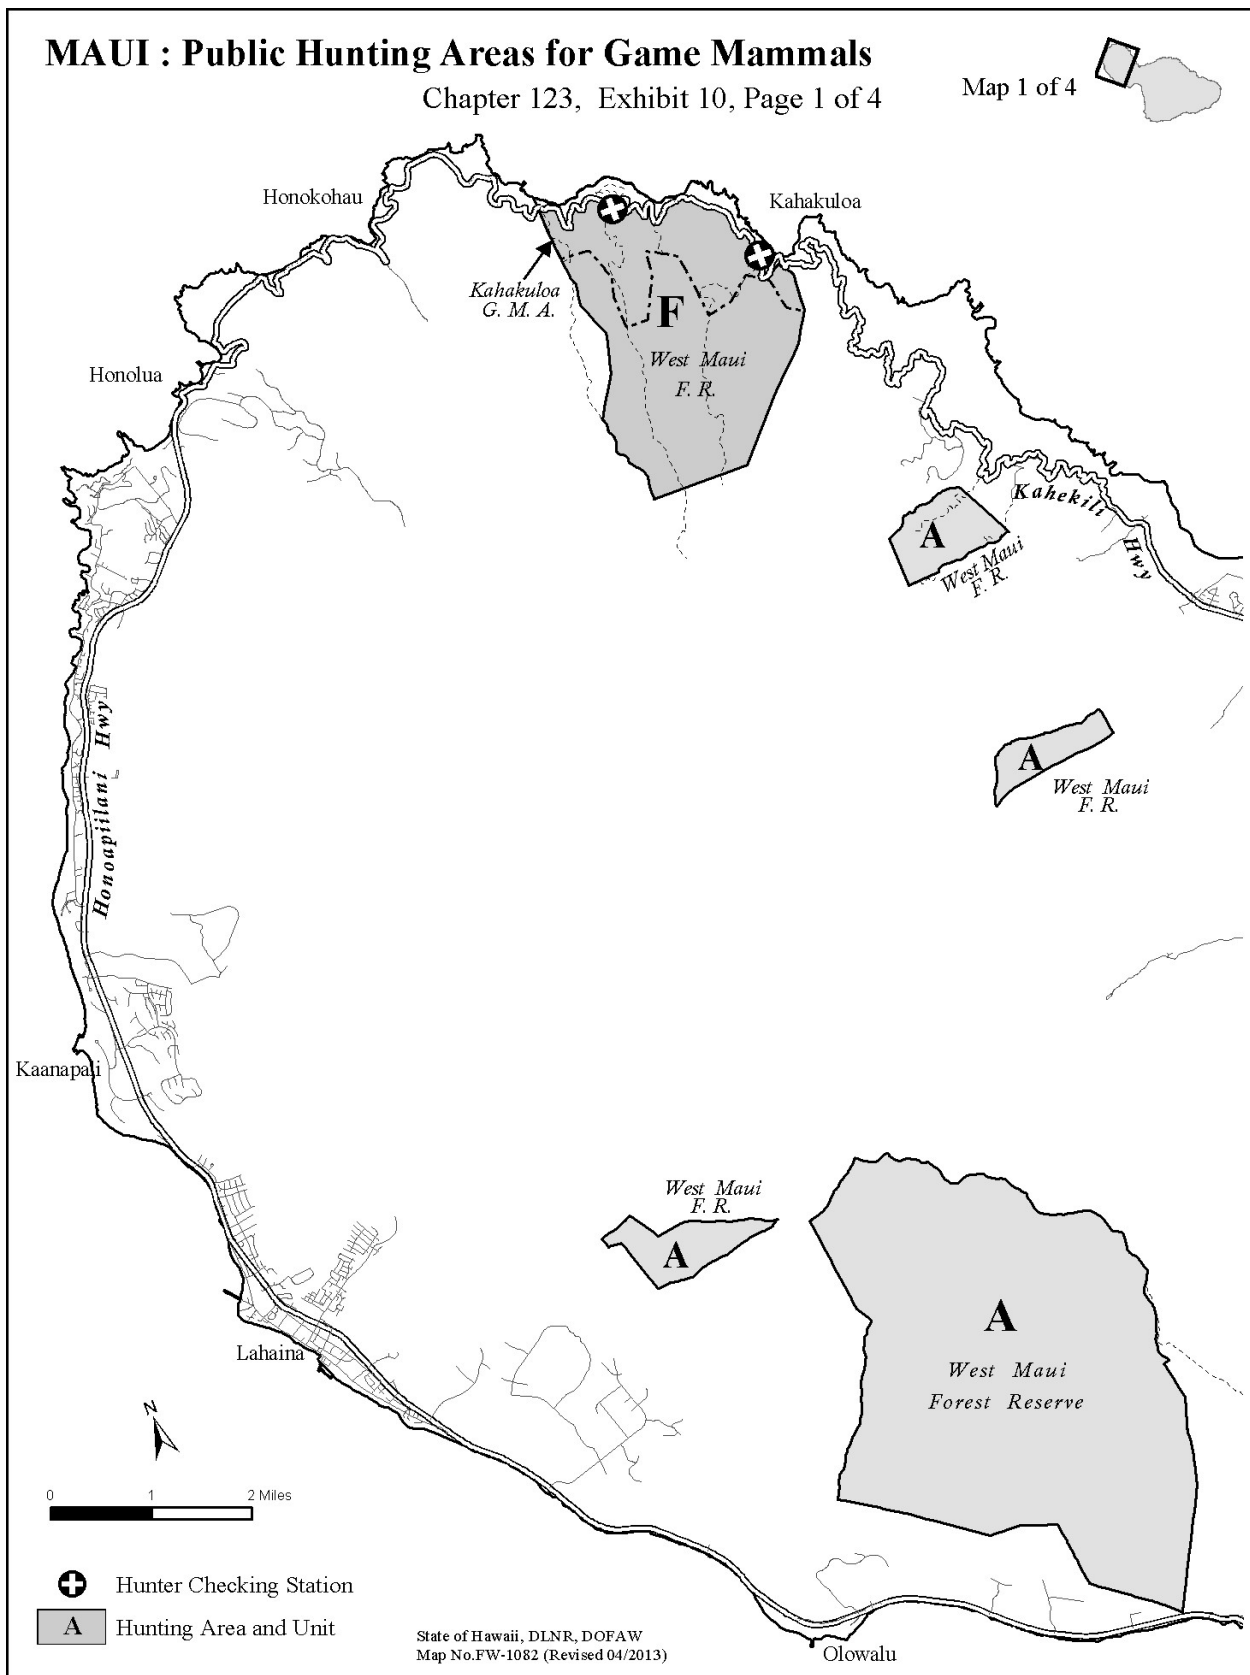 MAUI : Public Hunting Areas for Game Mammals
Chapter 123, Exhibit 10, Page 1 of 4
Map 1 of 4
Honokohau
Kahakuloa
Kahakuloa
G. M. A.
F
West Maui
F. R.
Honolua
Kahekili Hwy
A
West Maui
F. R.
Honoapiilani Hwy
A
West Maui
F. R.
Kaanapali
West Maui
F. R.
A
A
West Maui
Forest Reserve
Lahaina
N
0 1 2 Miles
Hunter Checking Station
A Hunting Area and Unit
State of Hawaii, DLNR, DOFAW
Map No.FW-1082 (Revised 04/2013)
Olowalu